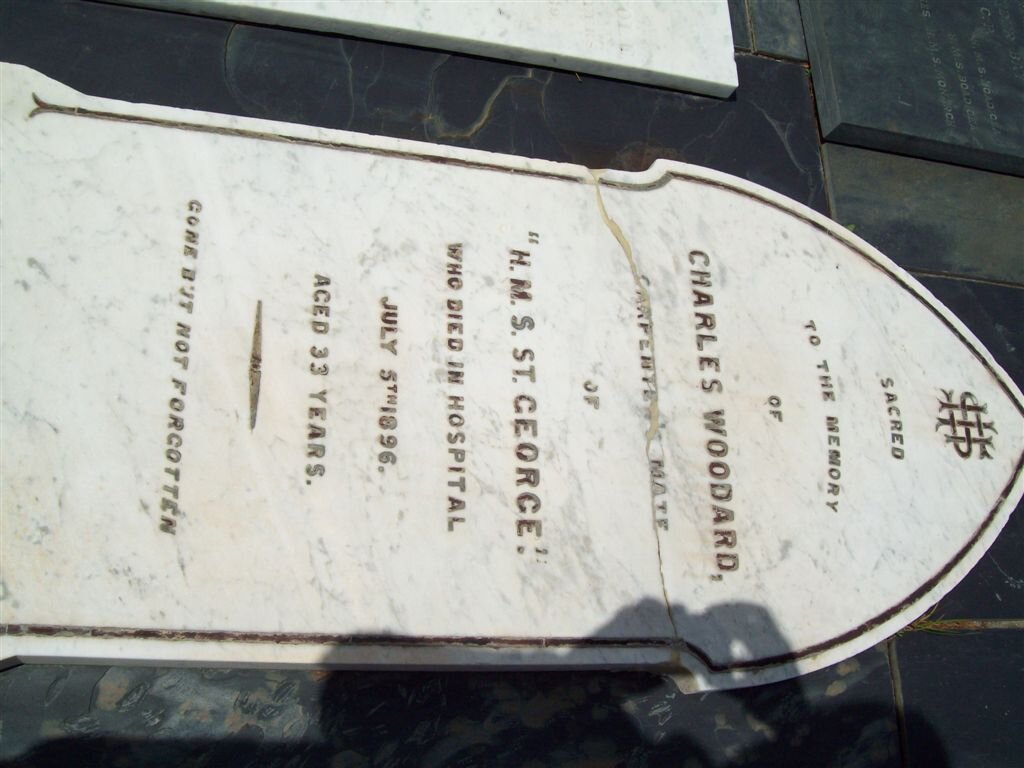 IHS
SACRED
TO THE MEMORY
OF
CHARLES WOODARD,
CARPENTER MATE
OF
"H.M.S. ST. GEORGE."
WHO DIED IN HOSPITAL
JULY 5TH 1896.
AGED 33 YEARS.
GONE BUT NOT FORGOTTEN